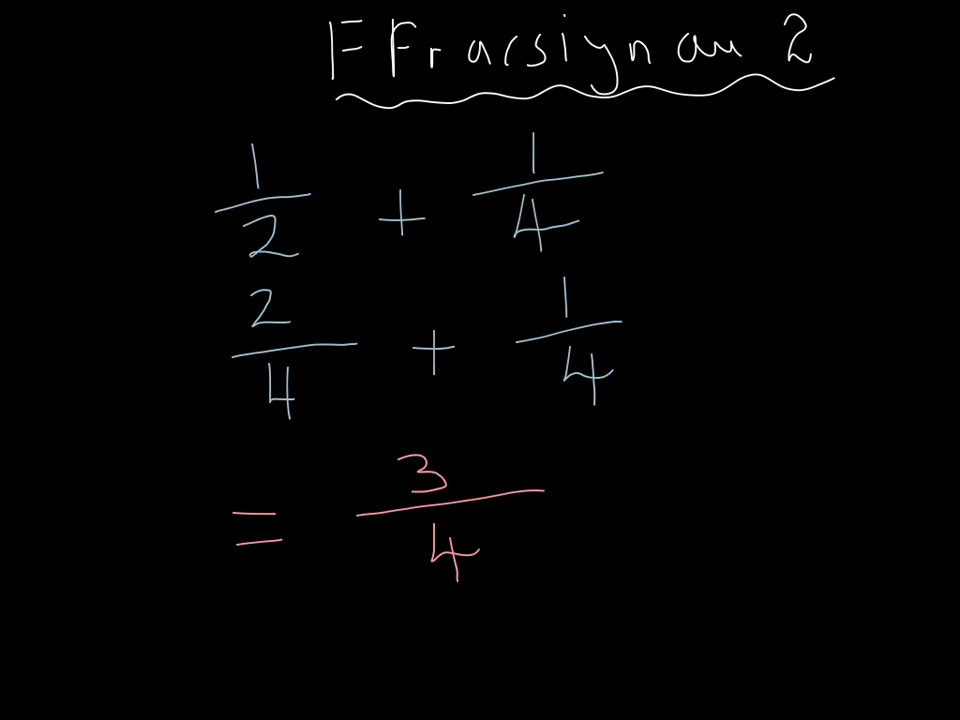 FFracsiynau 2
1/2 + 1/4
2/4 + 1/4
= 3/4